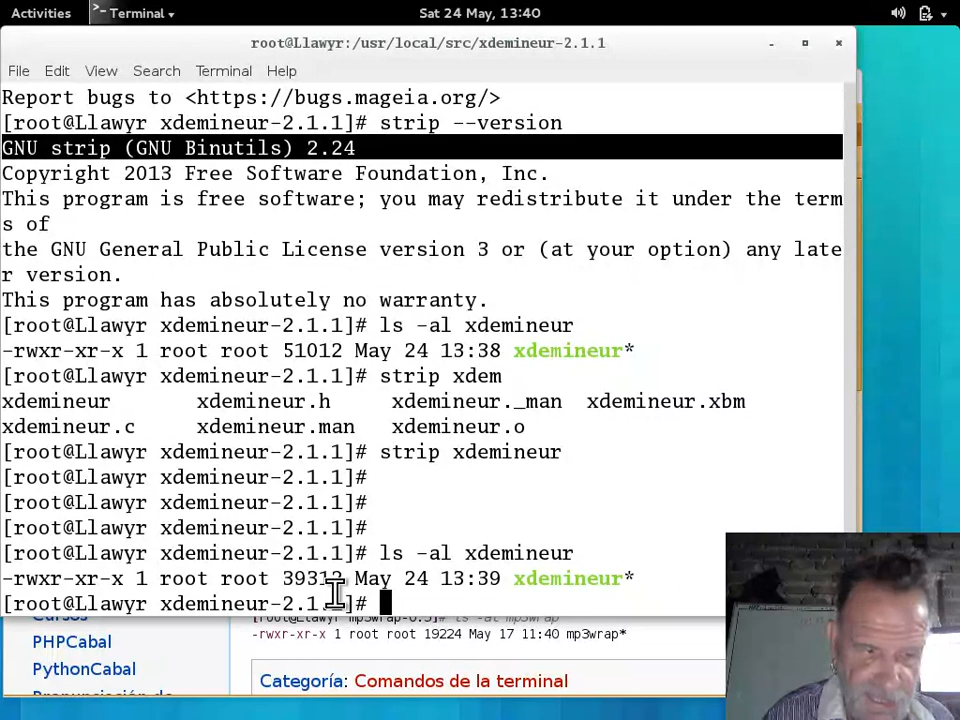 Activities >_ Terminal Sat 24 May, 13:40
root@Llawyr:/usr/local/src/xdemineur-2.1.1
File Edit View Search Terminal Help
Report bugs to <https://bugs.mageia.org/>
[root@Llawyr xdemineur-2.1.1]# strip --version
GNU strip (GNU Binutils) 2.24
Copyright 2013 Free Software Foundation, Inc.
This program is free software; you may redistribute it under the term
s of
the GNU General Public License version 3 or (at your option) any late
r version.
This program has absolutely no warranty.
[root@Llawyr xdemineur-2.1.1]# ls -al xdemineur
-rwxr-xr-x 1 root root 51012 May 24 13:38 xdemineur*
[root@Llawyr xdemineur-2.1.1]# strip xdem
xdemineur xdemineur.h xdemineur._man xdemineur.xbm
xdemineur.c xdemineur.man xdemineur.o
[root@Llawyr xdemineur-2.1.1]# strip xdemineur
[root@Llawyr xdemineur-2.1.1]#
[root@Llawyr xdemineur-2.1.1]#
[root@Llawyr xdemineur-2.1.1]#
[root@Llawyr xdemineur-2.1.1]# ls -al xdemineur
-rwxr-xr-x 1 root root 39312 May 24 13:39 xdemineur*
[root@Llawyr xdemineur-2.1.1]#
-rwxr-xr-x 1 root root 19224 May 17 11:40 mp3wrap*
PHPCabal
PythonCabal
Categoría: Comandos de la terminal